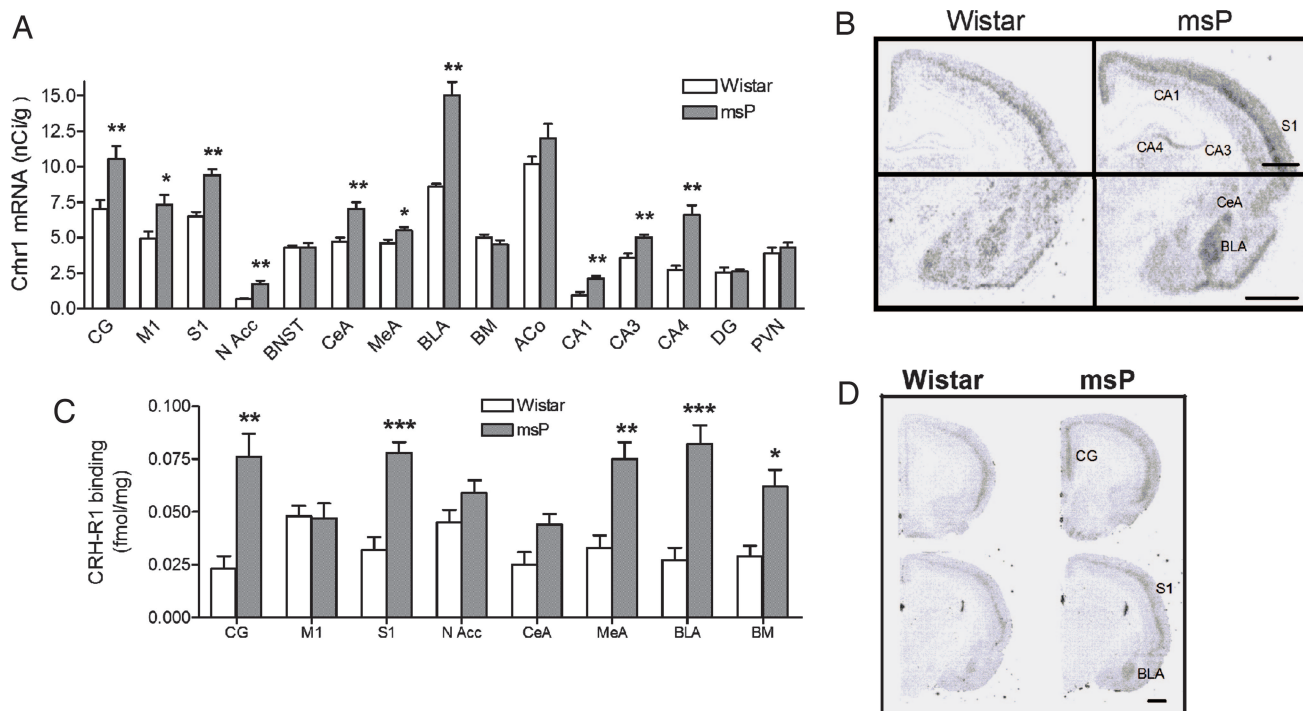 A
Crhr1 mRNA (nCi/g)
15.0
12.5
10.0
7.5
5.0
2.5
0.0
** * ** ** ** * ** ** ** **
Wistar
msP
CG M1 S1 N Acc BNST CeA MeA BLA BM ACo CA1 CA3 CA4 DG PVN
B
Wistar msP
CA1
S1
CA4 CA3
CeA
BLA
C
CRH-R1 binding
(fmol/mg)
0.100
0.075
0.050
0.025
0.000
Wistar
msP
** *** ** *** *
CG M1 S1 N Acc CeA MeA BLA BM
D
Wistar msP
CG
S1
BLA